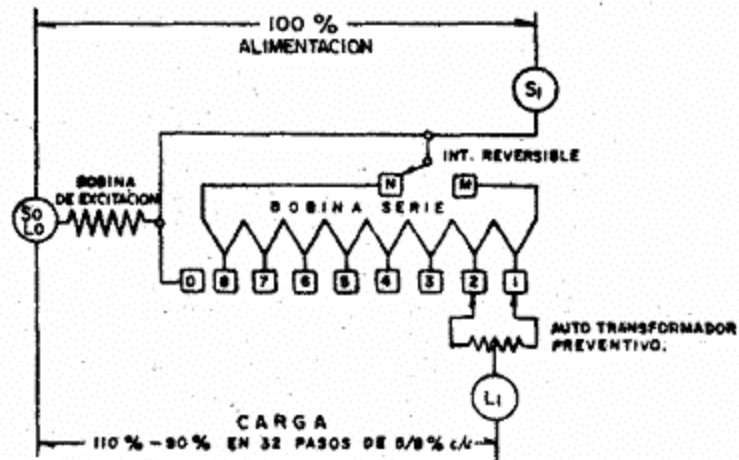 100 %
ALIMENTACION
S1
INT. REVERSIBLE
BOBINA
DE EXCITACION
N
M
BOBINA SERIE
So
Lo
0
8
7
6
5
4
3
2
1
AUTO TRANSFORMADOR
PREVENTIVO.
L1
CARGA
110 % - 90 % EN 32 PASOS DE 5/8 % c/u